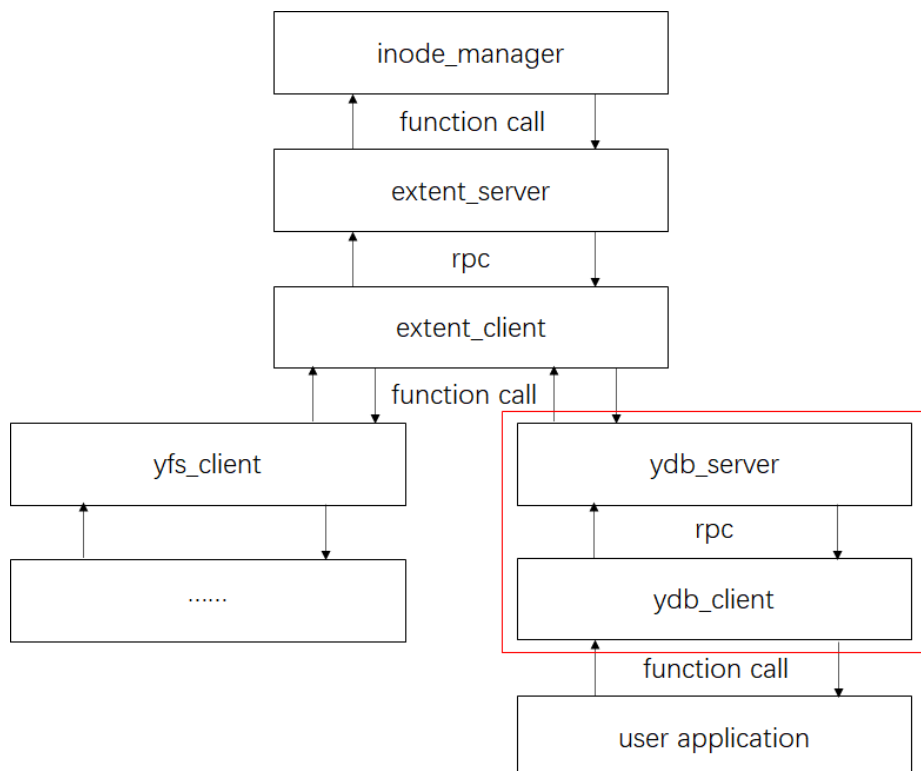 inode_manager
function call
extent_server
rpc
extent_client
function call
yfs_client
ydb_server
rpc
......
ydb_client
function call
user application